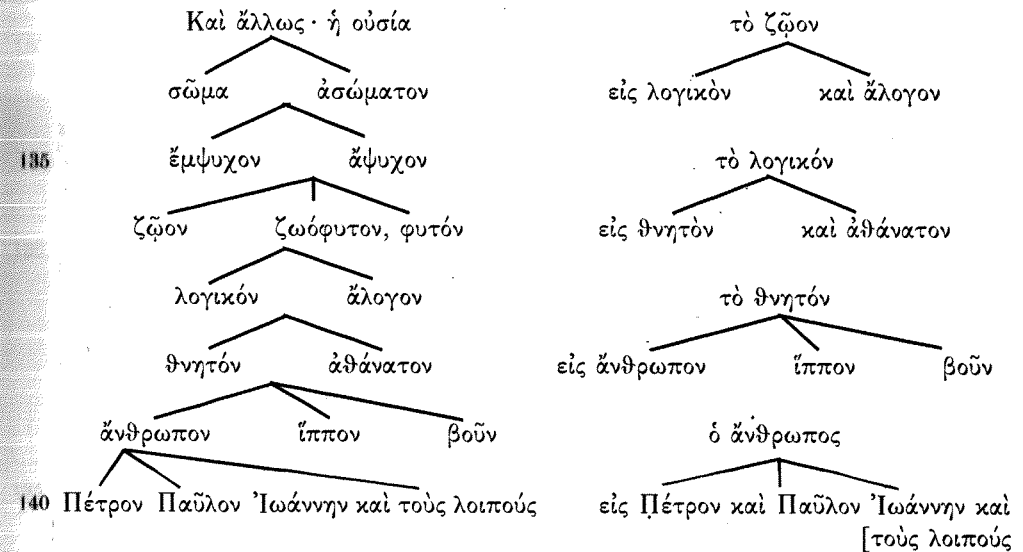 Καὶ ἄλλως · ἡ οὐσία
σῶμα ἀσώματον
135 ἔμψυχον ἄψυχον
ζῷον ζωόφυτον, φυτόν
λογικόν ἄλογον
θνητόν ἀθάνατον
ἄνθρωπον ἵππον βοῦν
140 Πέτρον Παῦλον Ἰωάννην καὶ τοὺς λοιπούς
τὸ ζῷον
εἰς λογικὸν καὶ ἄλογον
τὸ λογικόν
εἰς θνητὸν καὶ ἀθάνατον
τὸ θνητόν
εἰς ἄνθρωπον ἵππον βοῦν
ὁ ἄνθρωπος
εἰς Πέτρον καὶ Παῦλον Ἰωάννην καὶ
[τοὺς λοιπούς